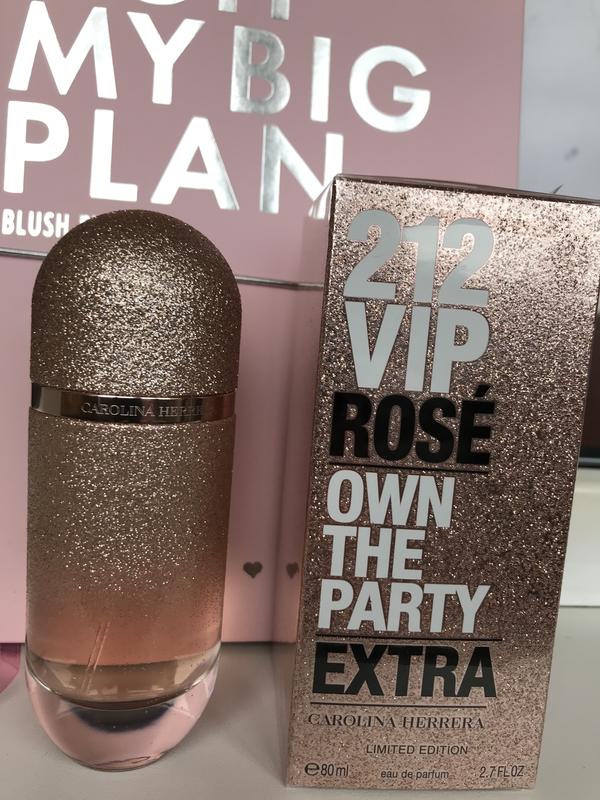 MY BIG
PLAN
BLUSH
CAROLINA HERR
212
VIP
ROSÉ
OWN
THE
PARTY
EXTRA
CAROLINA HERRERA
LIMITED EDITION
℮80ml eau de parfum 2.7 FL OZ